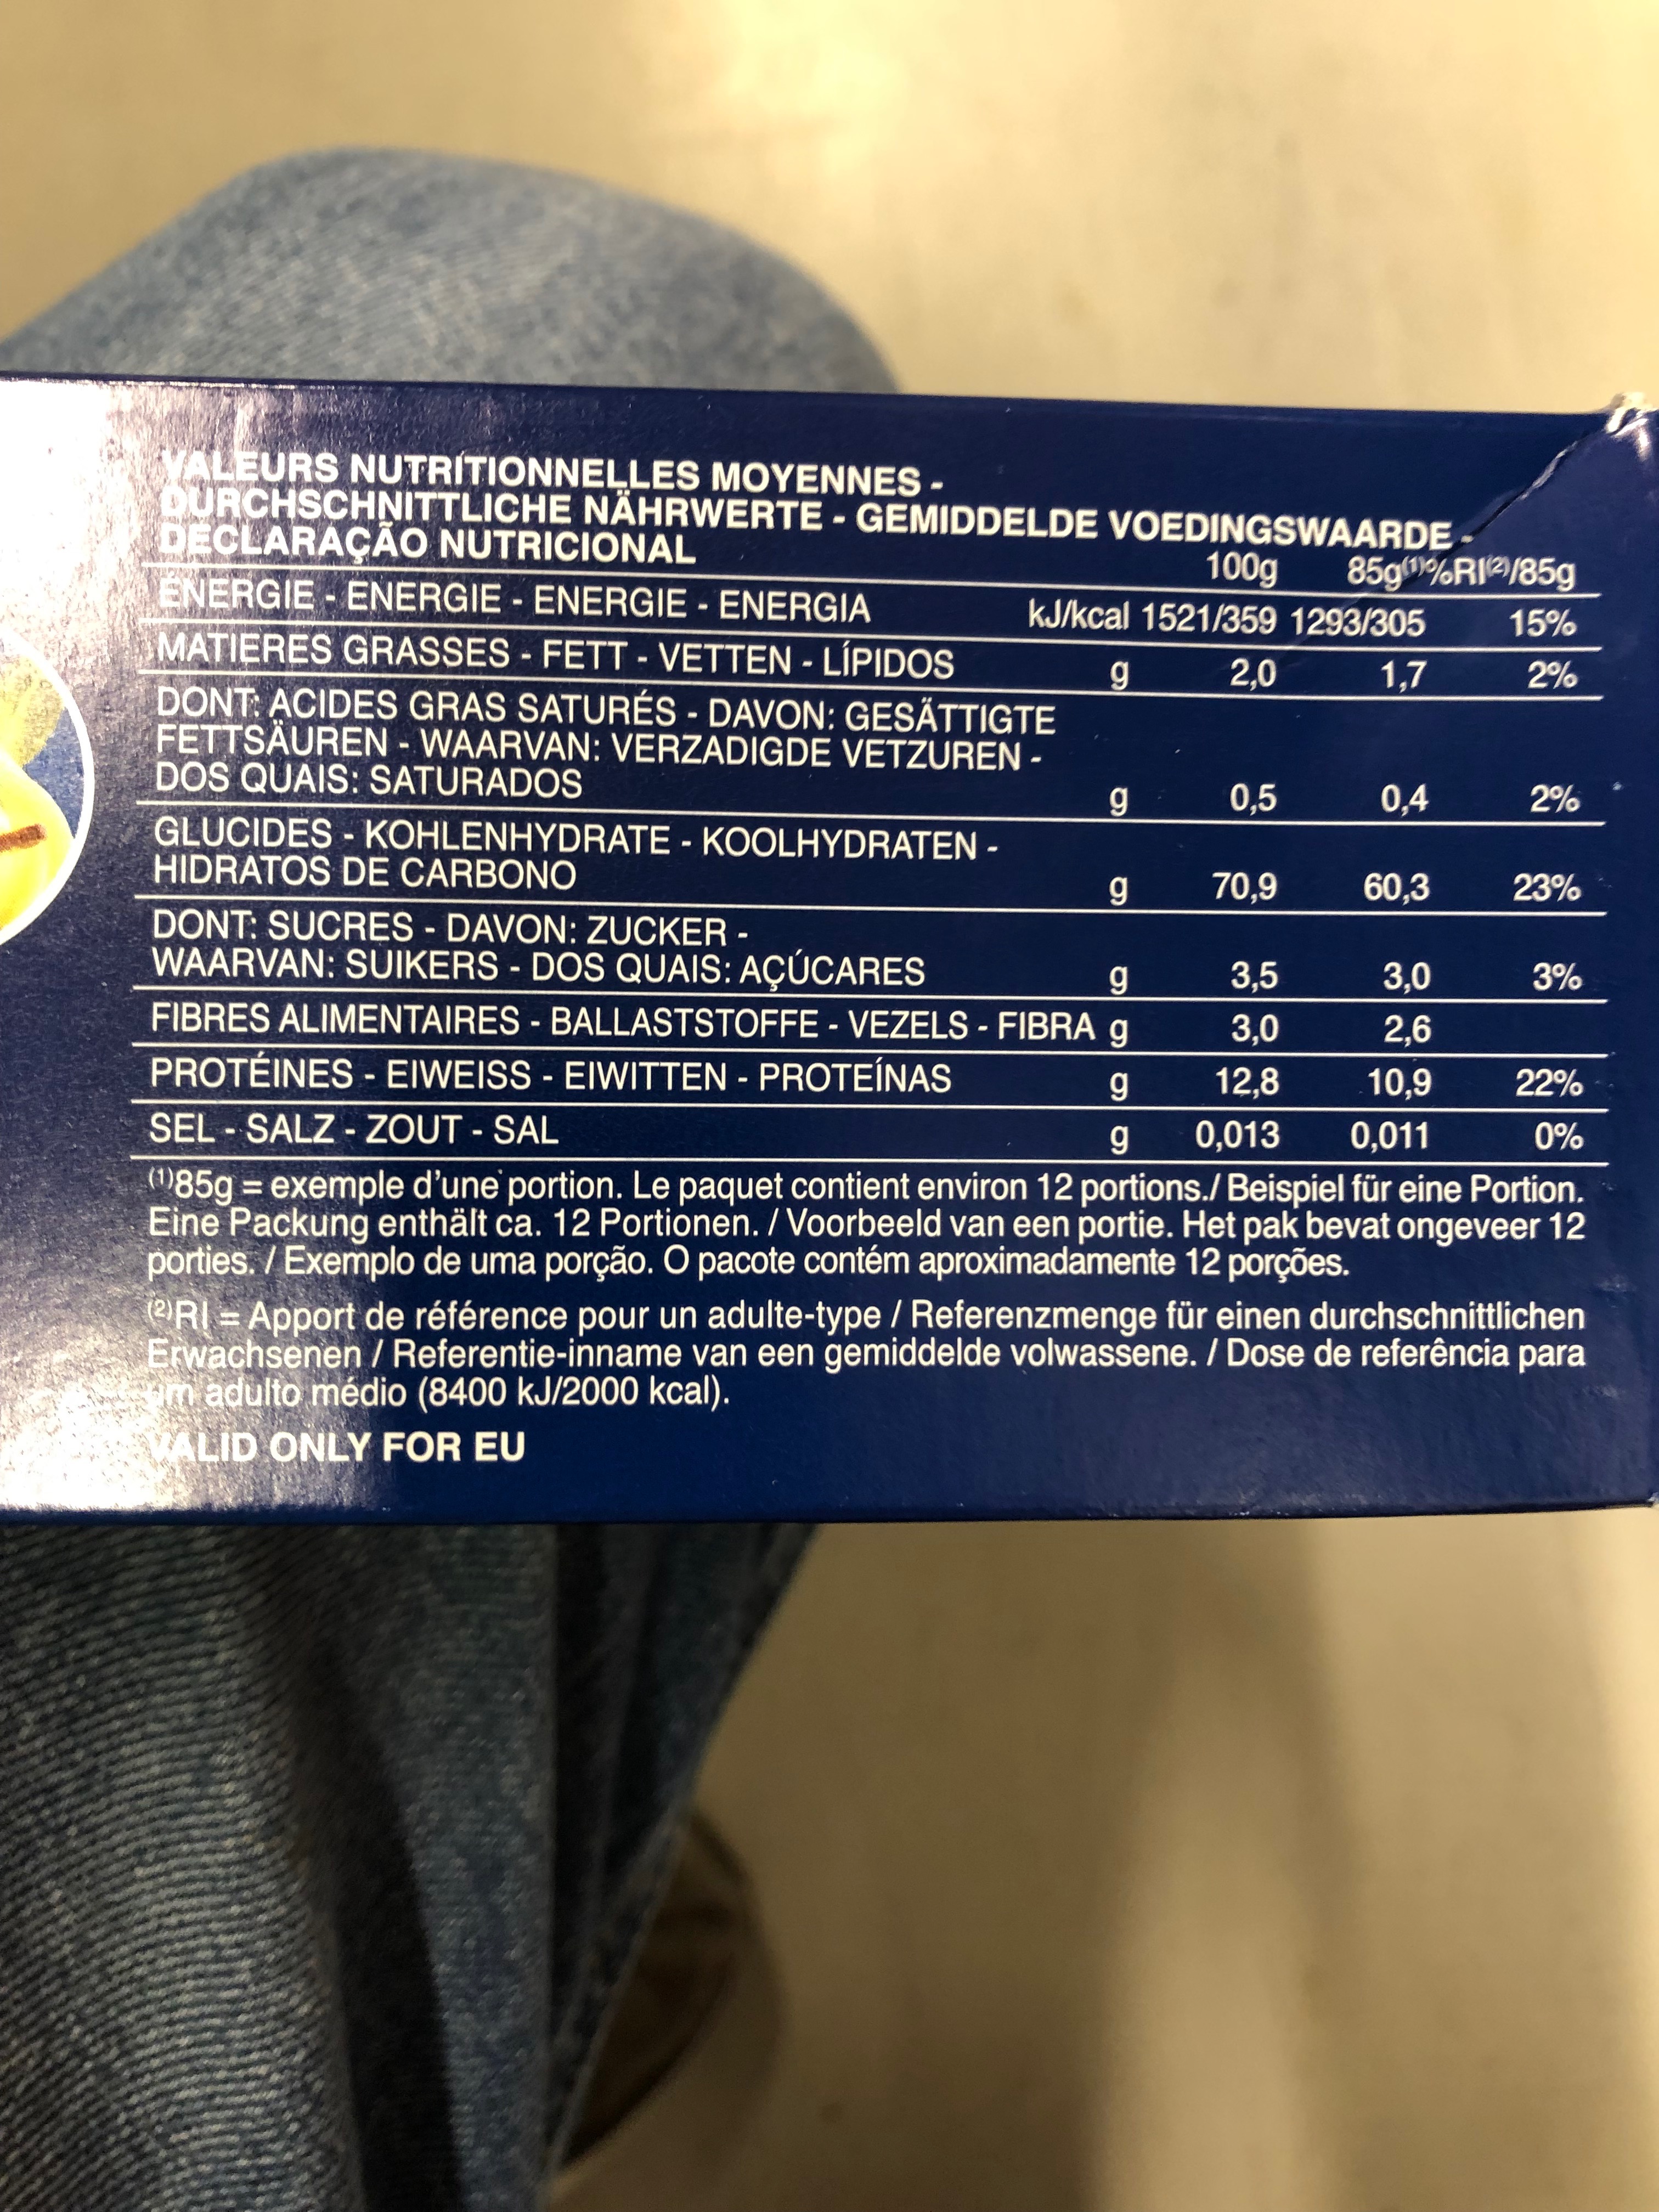 VALEURS NUTRITIONNELLES MOYENNES -
DURCHSCHNITTLICHE NÄHRWERTE - GEMIDDELDE VOEDINGSWAARDE -
DECLARAÇÃO NUTRICIONAL
100g 85g⁽¹⁾%RI⁽²⁾/85g
ÉNERGIE - ENERGIE - ENERGIE - ENERGIA kJ/kcal 1521/359 1293/305 15%
MATIERES GRASSES - FETT - VETTEN - LÍPIDOS g 2,0 1,7 2%
DONT: ACIDES GRAS SATURÉS - DAVON: GESÄTTIGTE
FETTSÄUREN - WAARVAN: VERZADIGDE VETZUREN -
DOS QUAIS: SATURADOS g 0,5 0,4 2%
GLUCIDES - KOHLENHYDRATE - KOOLHYDRATEN -
HIDRATOS DE CARBONO g 70,9 60,3 23%
DONT: SUCRES - DAVON: ZUCKER -
WAARVAN: SUIKERS - DOS QUAIS: AÇÚCARES g 3,5 3,0 3%
FIBRES ALIMENTAIRES - BALLASTSTOFFE - VEZELS - FIBRA g 3,0 2,6
PROTÉINES - EIWEISS - EIWITTEN - PROTEÍNAS g 12,8 10,9 22%
SEL - SALZ - ZOUT - SAL g 0,013 0,011 0%
⁽¹⁾85g = exemple d'une portion. Le paquet contient environ 12 portions./ Beispiel für eine Portion.
Eine Packung enthält ca. 12 Portionen. / Voorbeeld van een portie. Het pak bevat ongeveer 12
porties. / Exemplo de uma porção. O pacote contém aproximadamente 12 porções.
⁽²⁾RI = Apport de référence pour un adulte-type / Referenzmenge für einen durchschnittlichen
Erwachsenen / Referentie-inname van een gemiddelde volwassene. / Dose de referência para
um adulto médio (8400 kJ/2000 kcal).
VALID ONLY FOR EU